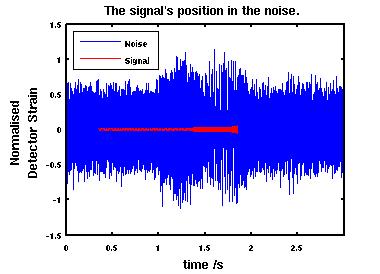 The signal's position in the noise.
1.5
Noise
Signal
1
0.5
0
-0.5
-1
-1.5
Normalised
Detector Strain
0 0.5 1 1.5 2 2.5
time /s